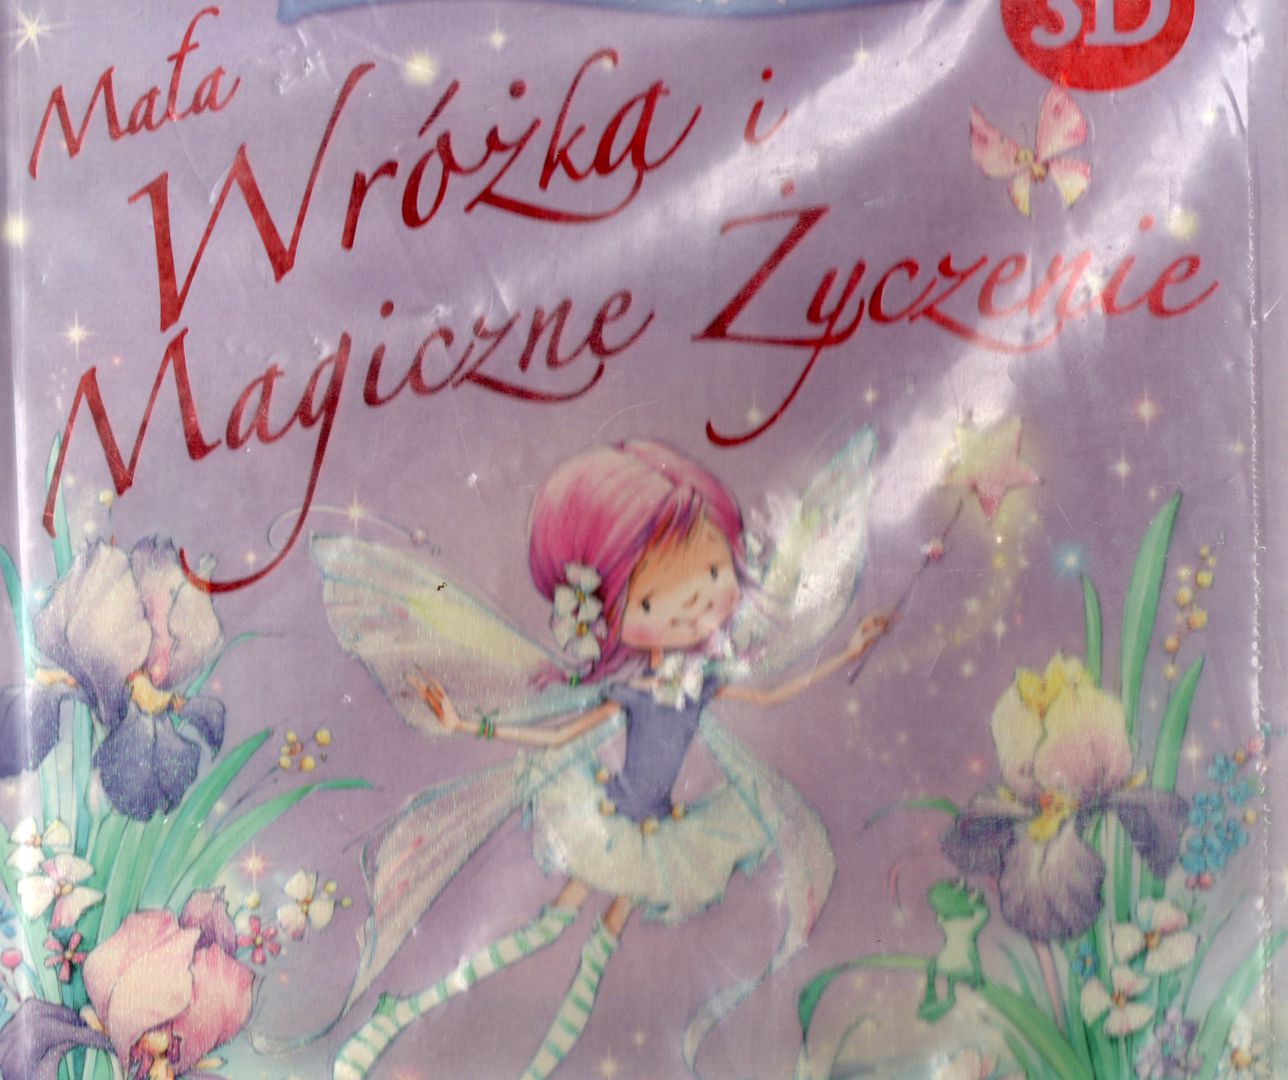 3D
Mała
Wróżka i
Magiczne Życzenie